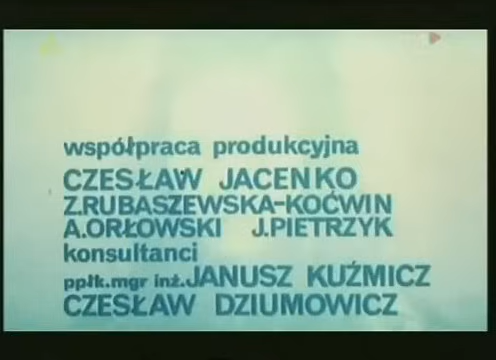 współpraca produkcyjna
CZESŁAW JACENKO
Z.RUBASZEWSKA-KOĆWIN
A.ORŁOWSKI J.PIETRZYK
konsultanci
ppłk.mgr inż.JANUSZ KUŹMICZ
CZESŁAW DZIUMOWICZ